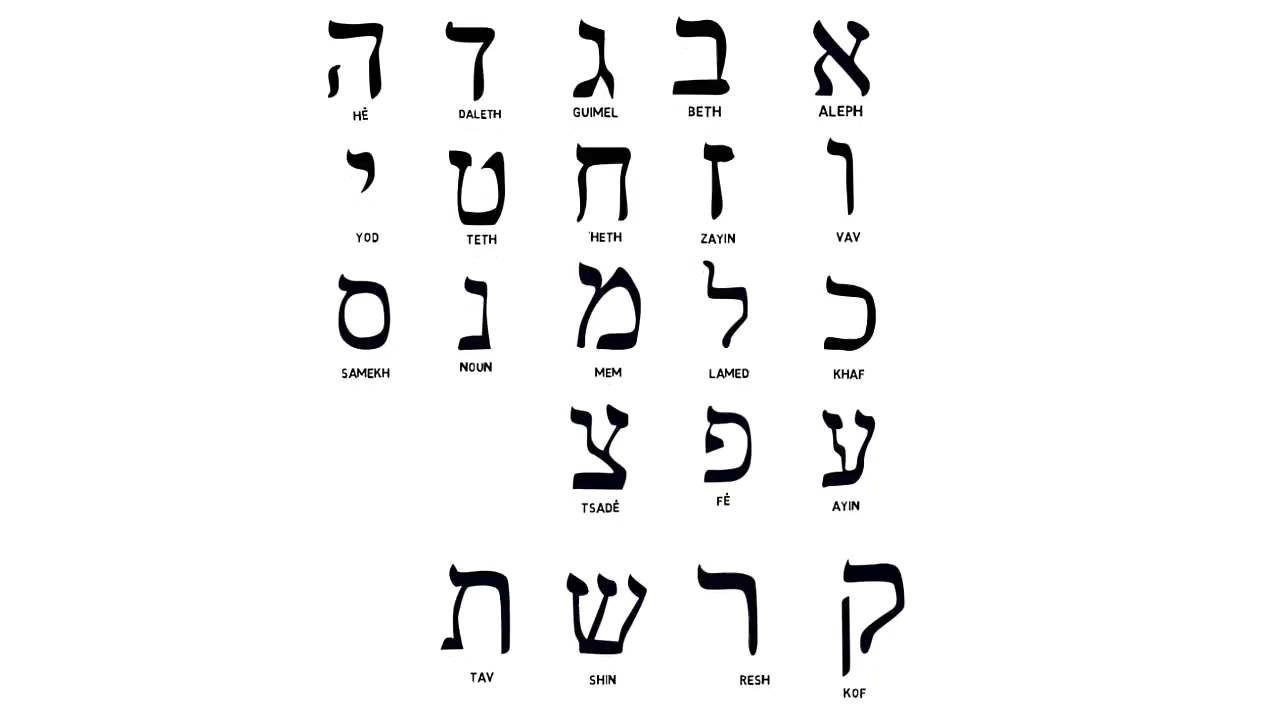 א ב ג ד ה
ALEPH BETH GUIMEL DALETH HÉ
ו ז ח ט י
VAV ZAYIN 'HETH TETH YOD
כ ל מ נ ס
KHAF LAMED MEM NOUN SAMEKH
ע פ צ
AYIN FÉ TSADÉ
ק ר ש ת
KOF RESH SHIN TAV